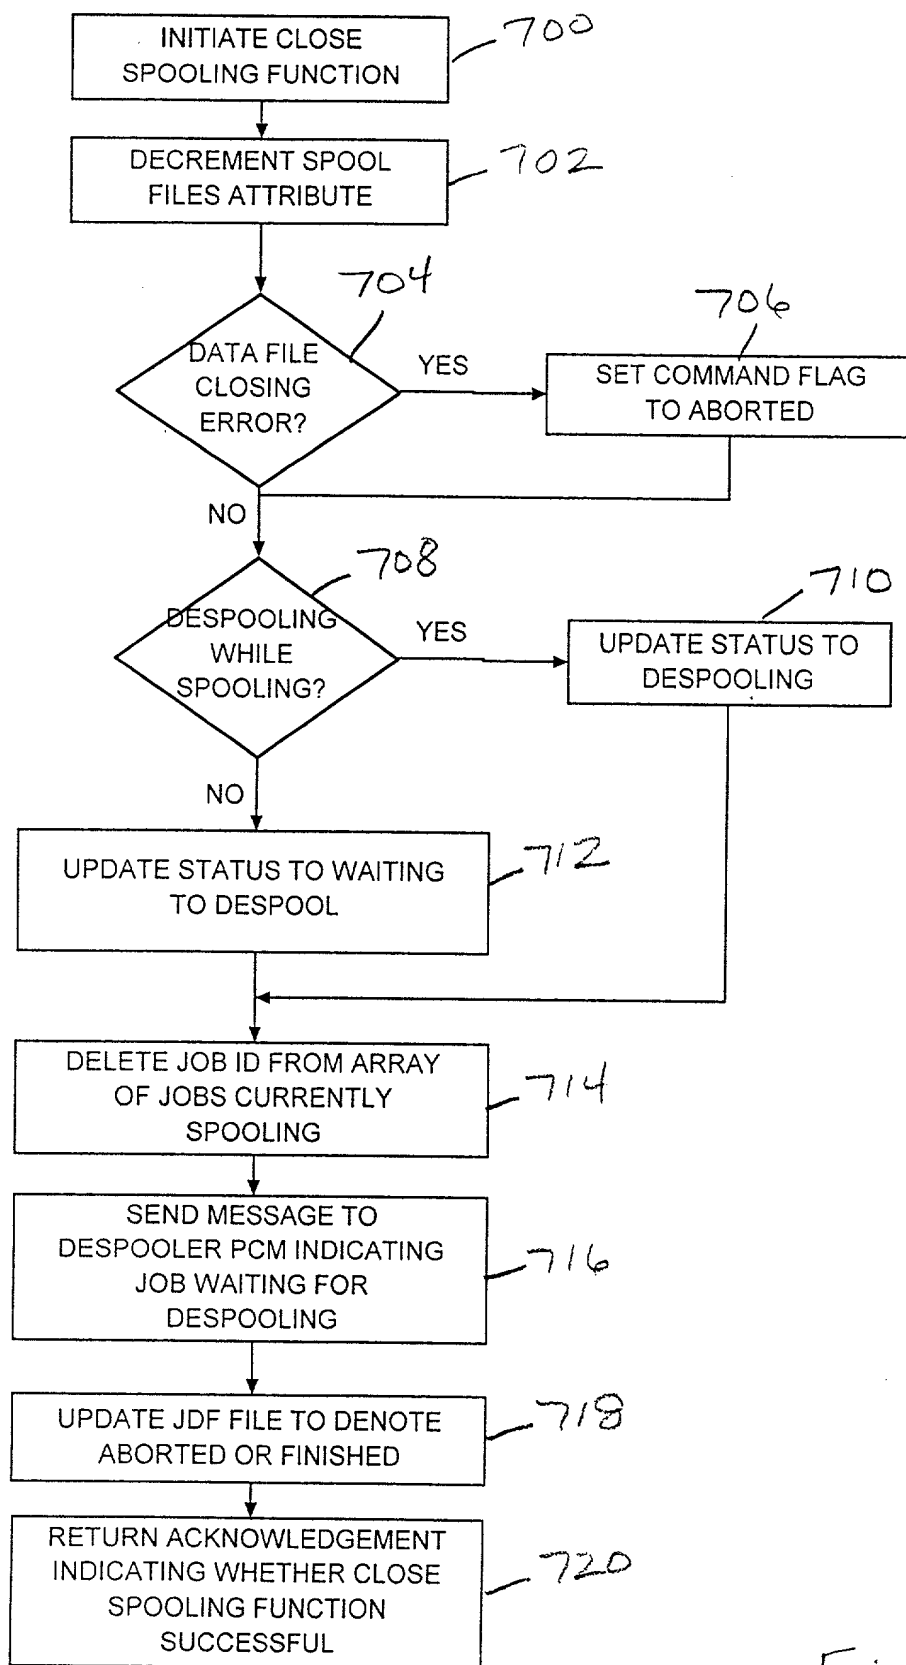 INITIATE CLOSE
SPOOLING FUNCTION
700
DECREMENT SPOOL
FILES ATTRIBUTE
702
704
DATA FILE
CLOSING
ERROR?
YES
706
SET COMMAND FLAG
TO ABORTED
NO
708
DESPOOLING
WHILE
SPOOLING?
YES
710
UPDATE STATUS TO
DESPOOLING
NO
UPDATE STATUS TO WAITING
TO DESPOOL
712
DELETE JOB ID FROM ARRAY
OF JOBS CURRENTLY
SPOOLING
714
SEND MESSAGE TO
DESPOOLER PCM INDICATING
JOB WAITING FOR
DESPOOLING
716
UPDATE JDF FILE TO DENOTE
ABORTED OR FINISHED
718
RETURN ACKNOWLEDGEMENT
INDICATING WHETHER CLOSE
SPOOLING FUNCTION
SUCCESSFUL
720